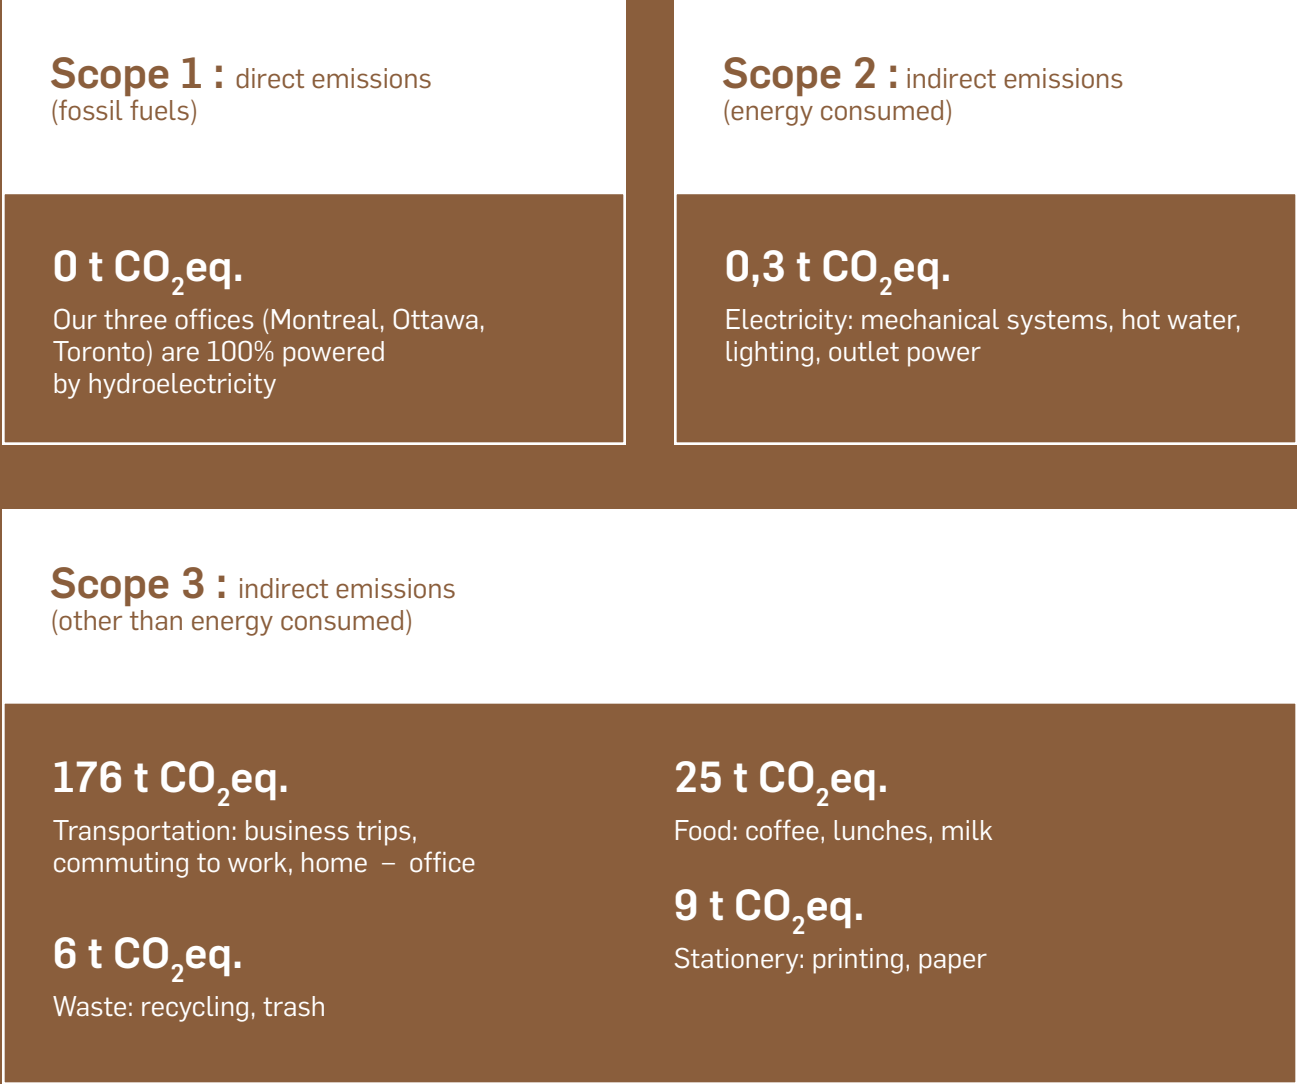 Scope 1 : direct emissions
(fossil fuels)
0 t CO₂eq.
Our three offices (Montreal, Ottawa,
Toronto) are 100% powered
by hydroelectricity
Scope 2 : indirect emissions
(energy consumed)
0,3 t CO₂eq.
Electricity: mechanical systems, hot water,
lighting, outlet power
Scope 3 : indirect emissions
(other than energy consumed)
176 t CO₂eq.
Transportation: business trips,
commuting to work, home – office
6 t CO₂eq.
Waste: recycling, trash
25 t CO₂eq.
Food: coffee, lunches, milk
9 t CO₂eq.
Stationery: printing, paper